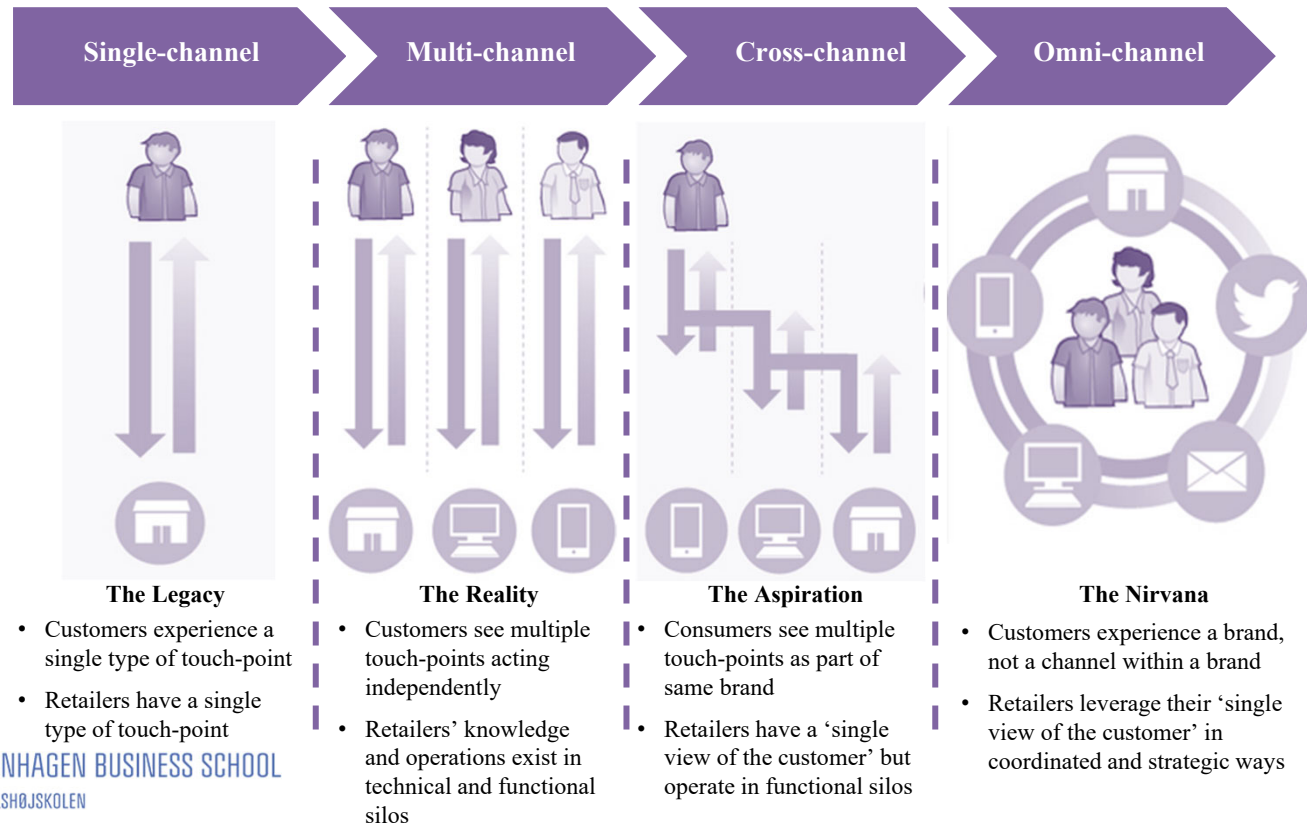 Single-channel
Multi-channel
Cross-channel
Omni-channel
The Legacy
• Customers experience a
single type of touch-point
• Retailers have a single
type of touch-point
The Reality
• Customers see multiple
touch-points acting
independently
• Retailers’ knowledge
and operations exist in
technical and functional
silos
The Aspiration
• Consumers see multiple
touch-points as part of
same brand
• Retailers have a ‘single
view of the customer’ but
operate in functional silos
The Nirvana
• Customers experience a brand,
not a channel within a brand
• Retailers leverage their ‘single
view of the customer’ in
coordinated and strategic ways
NHAGEN BUSINESS SCHOOL
SHØJSKOLEN